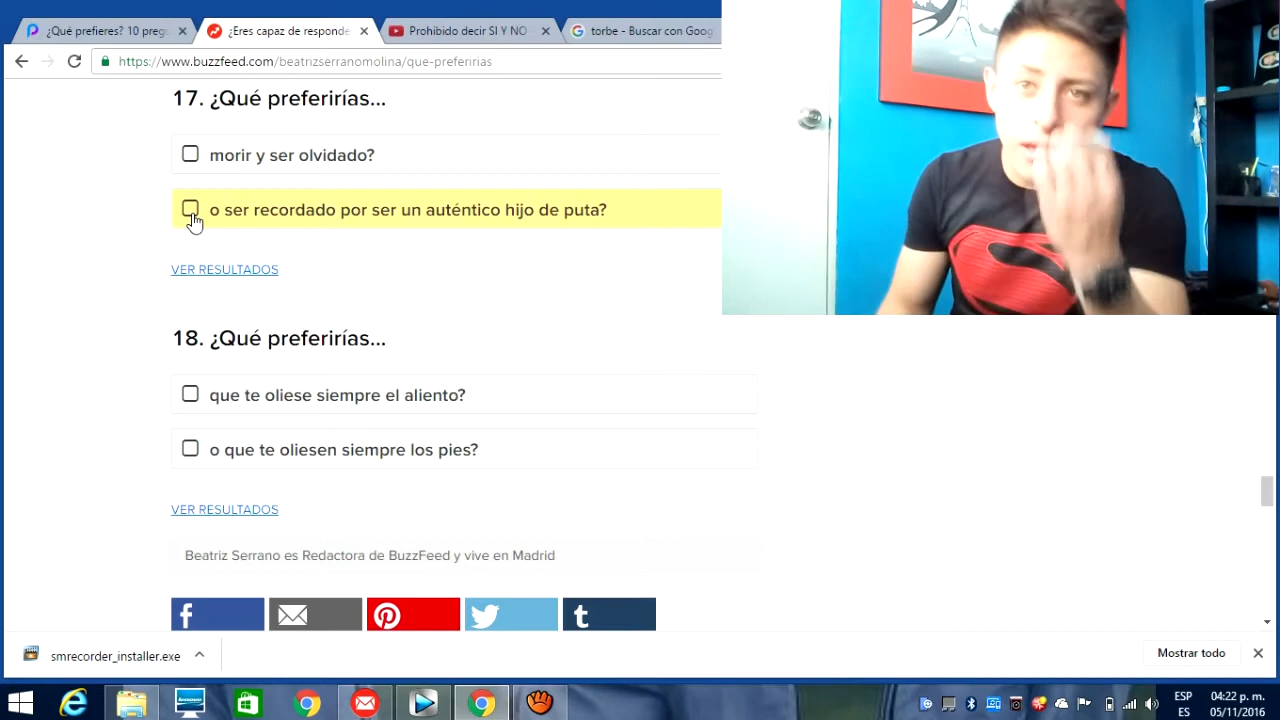 ¿Qué prefieres? 10 preg
¿Eres capaz de responde
Prohibido decir SI Y NO
torbe - Buscar con Goog
https://www.buzzfeed.com/beatrizserranomolina/que-preferirias
17. ¿Qué preferirías...
morir y ser olvidado?
o ser recordado por ser un auténtico hijo de puta?
VER RESULTADOS
18. ¿Qué preferirías...
que te oliese siempre el aliento?
o que te oliesen siempre los pies?
VER RESULTADOS
Beatriz Serrano es Redactora de BuzzFeed y vive en Madrid
smrecorder_installer.exe
Mostrar todo
ESP
04:22 p. m.
ES
05/11/2016